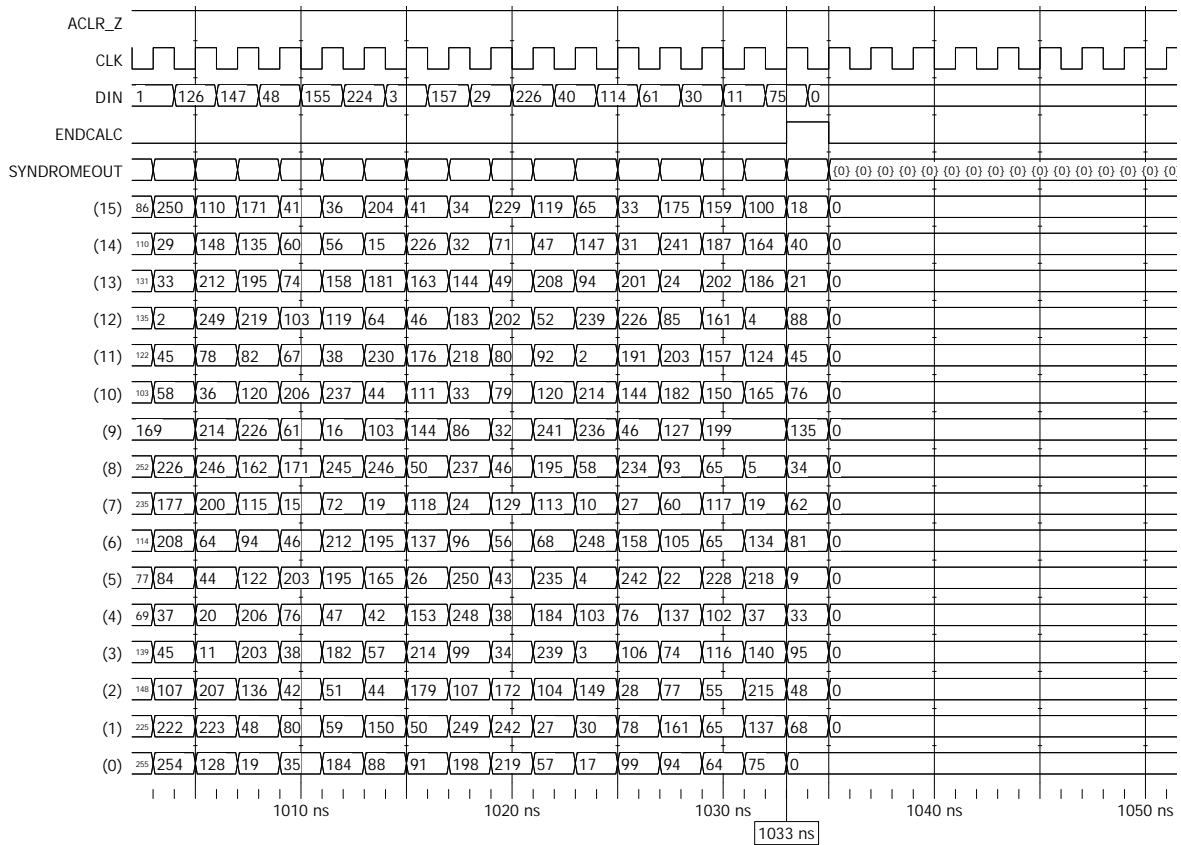 ACLR_Z
CLK
DIN 1 126 147 48 155 224 3 157 29 226 40 114 61 30 11 75 0
ENDCALC
SYNDROMEOUT {0} {0} {0} {0} {0} {0} {0} {0} {0} {0} {0} {0} {0} {0} {0} {0}
(15) 86 250 110 171 41 36 204 41 34 229 119 65 33 175 159 100 18 0
(14) 110 29 148 135 60 56 15 226 32 71 47 147 31 241 187 164 40 0
(13) 131 33 212 195 74 158 181 163 144 49 208 94 201 24 202 186 21 0
(12) 135 2 249 219 103 119 64 46 183 202 52 239 226 85 161 4 88 0
(11) 122 45 78 82 67 38 230 176 218 80 92 2 191 203 157 124 45 0
(10) 103 58 36 120 206 237 44 111 33 79 120 214 144 182 150 165 76 0
(9) 169 214 226 61 16 103 144 86 32 241 236 46 127 199 135 0
(8) 252 226 246 162 171 245 246 50 237 46 195 58 234 93 65 5 34 0
(7) 235 177 200 115 15 72 19 118 24 129 113 10 27 60 117 19 62 0
(6) 114 208 64 94 46 212 195 137 96 56 68 248 158 105 65 134 81 0
(5) 77 84 44 122 203 195 165 26 250 43 235 4 242 22 228 218 9 0
(4) 69 37 20 206 76 47 42 153 248 38 184 103 76 137 102 37 33 0
(3) 139 45 11 203 38 182 57 214 99 34 239 3 106 74 116 140 95 0
(2) 148 107 207 136 42 51 44 179 107 172 104 149 28 77 55 215 48 0
(1) 225 222 223 48 80 59 150 50 249 242 27 30 78 161 65 137 68 0
(0) 255 254 128 19 35 184 88 91 198 219 57 17 99 94 64 75 0
1010 ns 1020 ns 1030 ns 1040 ns 1050 ns
1033 ns